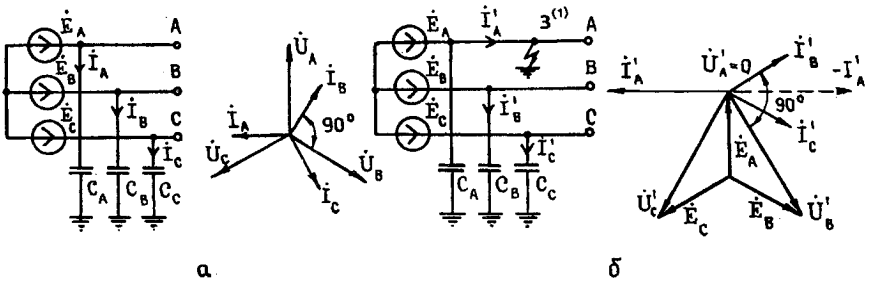 Ė_A
A
İ_A
Ė_B
B
İ_B
Ė_C
C
İ_C
C_A
C_B
C_C
U̇_A
İ_B
İ_A
90°
U̇_C
U̇_B
İ_C
а
Ė_A
İ'_A
З⁽¹⁾
A
Ė_B
B
İ'_B
Ė_C
C
İ'_C
C_A
C_B
C_C
İ'_A
U̇'_A=0
İ'_B
-I'_A
90°
İ'_C
Ė_A
U̇'_C
Ė_C
Ė_B
U̇'_B
б